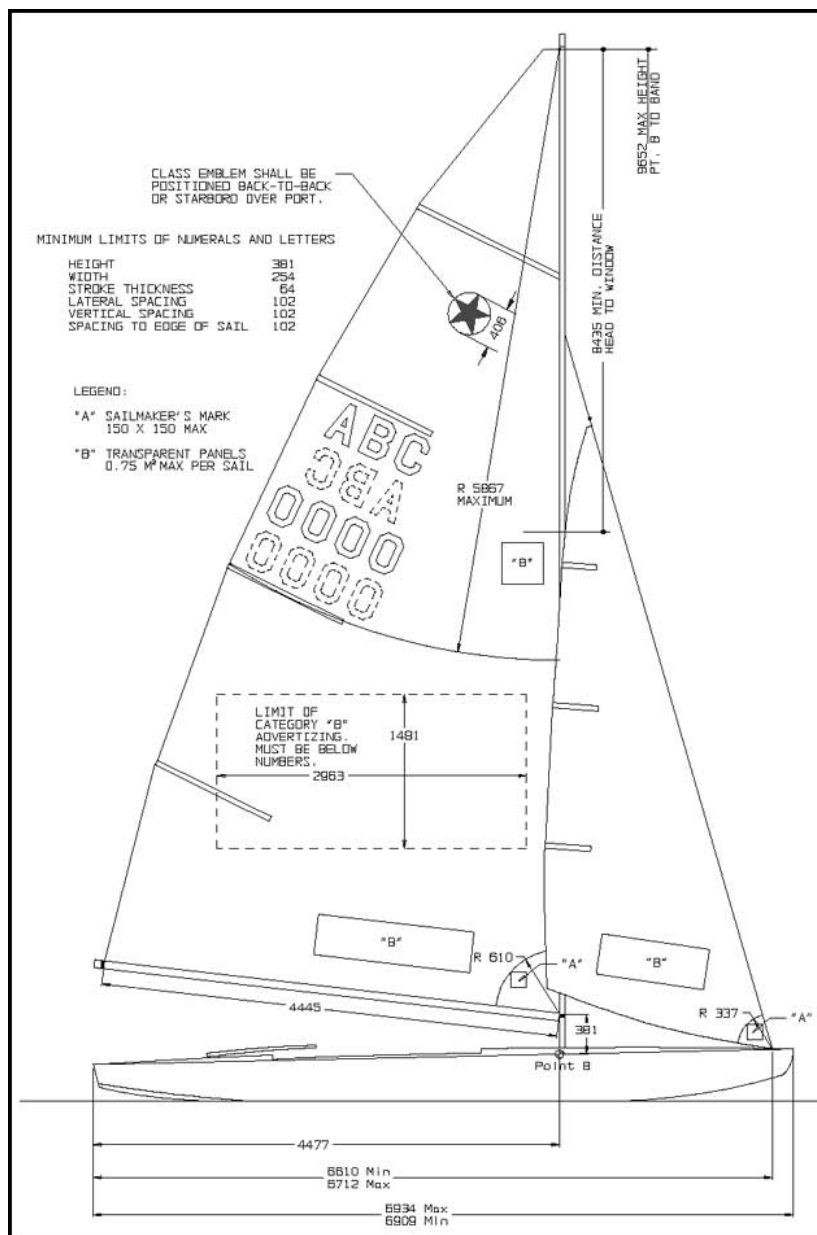 9652 MAX HEIGHT
PT. B TO BAND
CLASS EMBLEM SHALL BE
POSITIONED BACK-TO-BACK
OR STARBORD OVER PORT.
MINIMUM LIMITS OF NUMERALS AND LETTERS
HEIGHT 381
WIDTH 254
STROKE THICKNESS 64
LATERAL SPACING 102
VERTICAL SPACING 102
SPACING TO EDGE OF SAIL 102
8435 MIN. DISTANCE
HEAD TO WINDOW
406
LEGEND:
"A" SAILMAKER'S MARK
150 X 150 MAX
"B" TRANSPARENT PANELS
0.75 M² MAX PER SAIL
ABC
ABC
0000
0000
R 5867
MAXIMUM
"B"
LIMIT OF
CATEGORY "B"
ADVERTIZING.
MUST BE BELOW
NUMBERS.
1481
2963
"B"
R 610
"A"
"B"
4445
381
R 337
"A"
Point B
4477
6610 Min
6712 Max
6934 Max
6909 Min